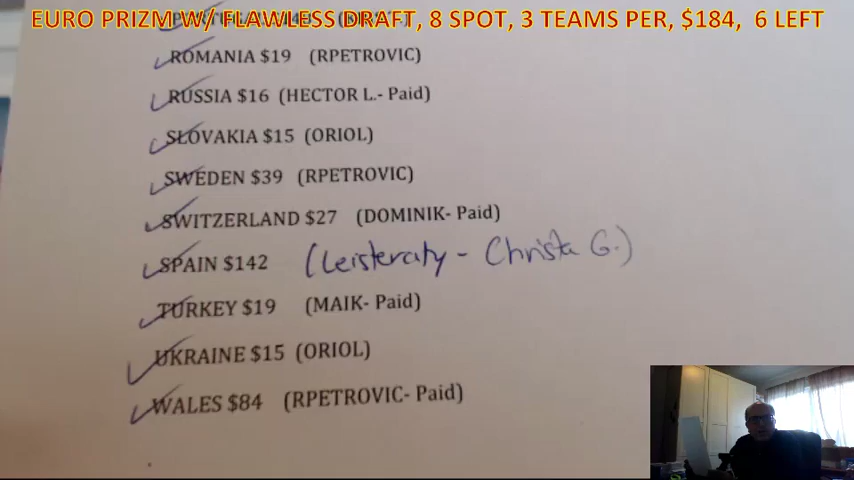 EURO PRIZM W/ FLAWLESS DRAFT, 8 SPOT, 3 TEAMS PER, $184, 6 LEFT
ROMANIA $19 (RPETROVIC)
RUSSIA $16 (HECTOR L.- Paid)
SLOVAKIA $15 (ORIOL)
SWEDEN $39 (RPETROVIC)
SWITZERLAND $27 (DOMINIK- Paid)
SPAIN $142 (Leistercity - Christa G.)
TURKEY $19 (MAIK- Paid)
UKRAINE $15 (ORIOL)
WALES $84 (RPETROVIC- Paid)